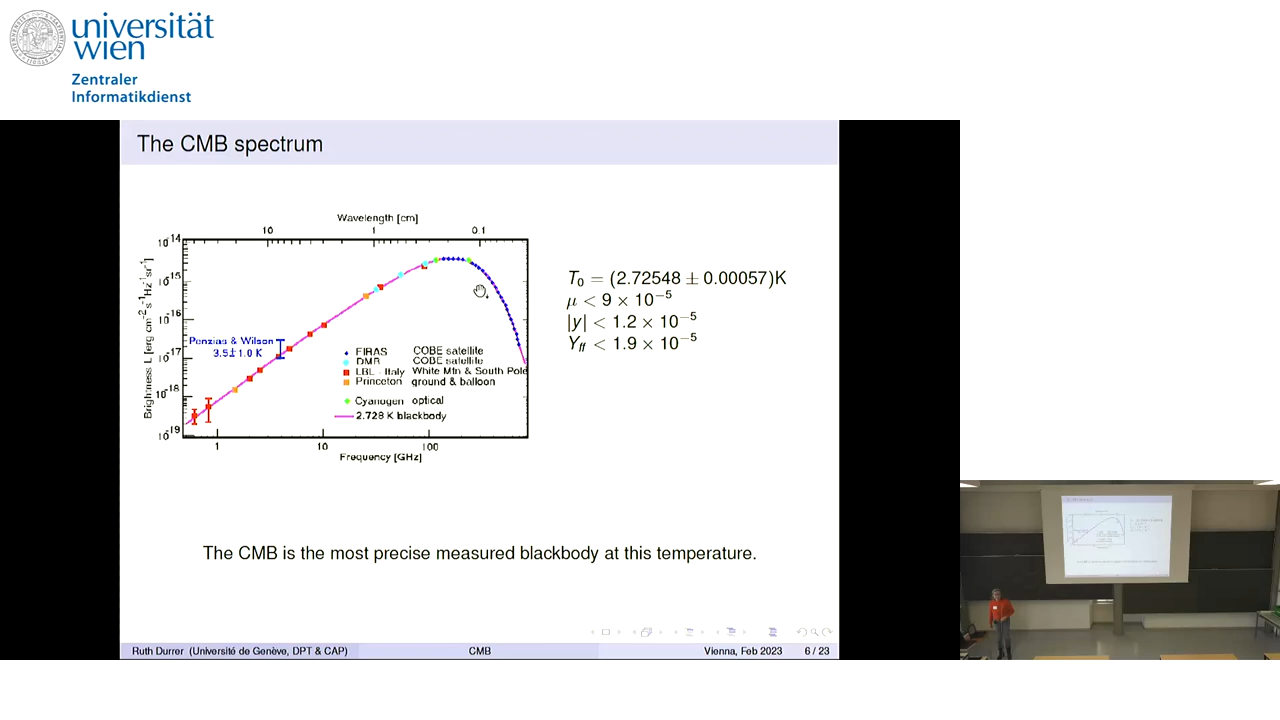 universität
wien
Zentraler
Informatikdienst
The CMB spectrum
Wavelength [cm]
10 1 0.1
10-14
10-15
10-16
10-17
10-18
10-19
Brightness [erg cm-2 s-1 Hz-1 sr-1]
Penzias & Wilson
3.5±1.0 K
FIRAS COBE satellite
DMR COBE satellite
LBL - Italy White Mtn & South Pole
Princeton ground & balloon
Cyanogen optical
2.728 K blackbody
1 10 100
Frequency [GHz]
T₀ = (2.72548 ± 0.00057)K
μ < 9 × 10⁻⁵
|y| < 1.2 × 10⁻⁵
Yff < 1.9 × 10⁻⁵
The CMB is the most precise measured blackbody at this temperature.
Ruth Durrer (Université de Genève, DPT & CAP) CMB Vienna, Feb 2023 6 / 23